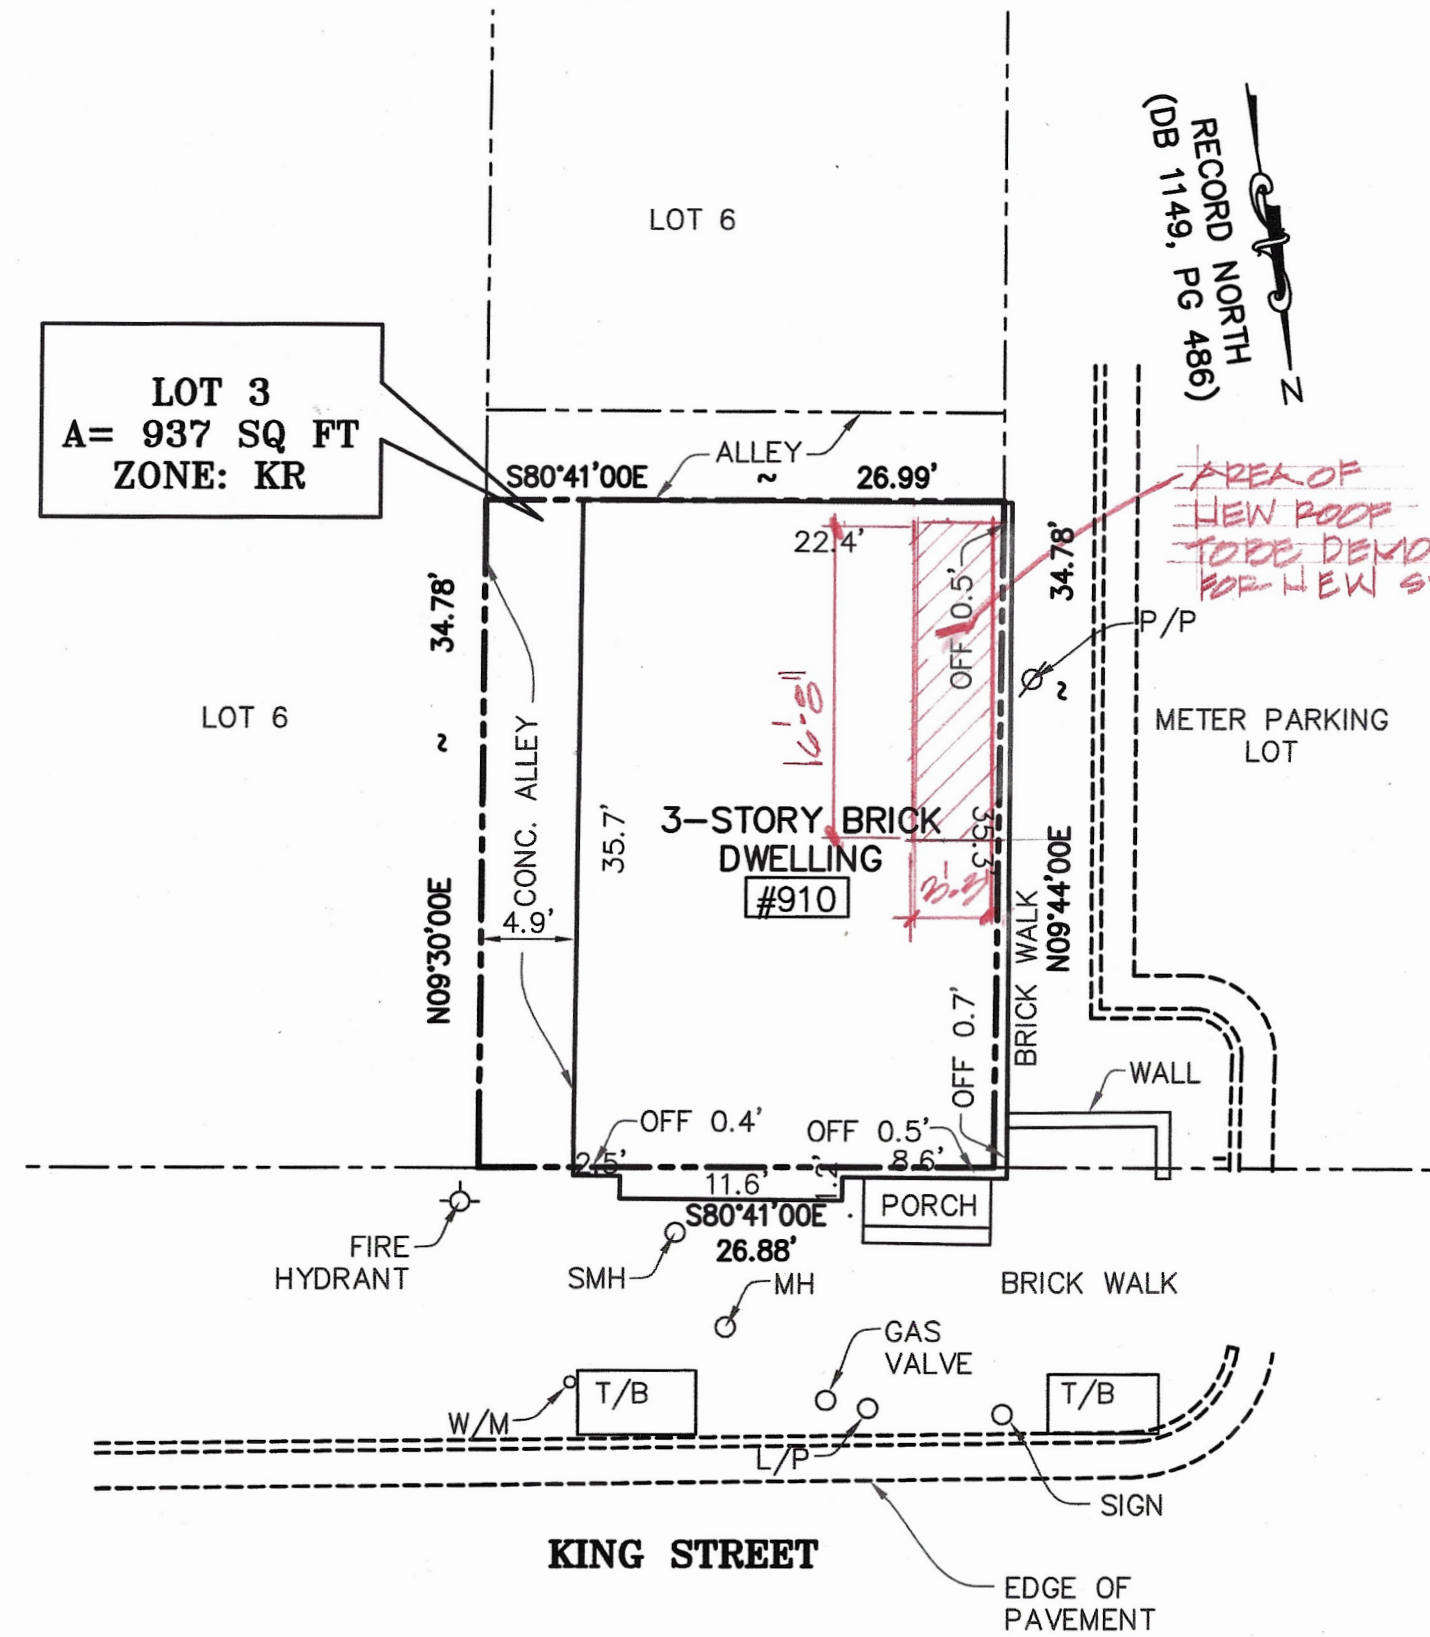 RECORD NORTH
(DB 1149, PG 486)
N
LOT 6
LOT 3
A= 937 SQ FT
ZONE: KR
ALLEY
S80°41'00E ~ 26.99'
AREA OF
NEW ROOF
TO BE DEMO
FOR NEW
22.4'
OFF 0.5'
34.78'
~
N09°30'00E
34.78'
~
N09°44'00E
P/P
LOT 6
METER PARKING
LOT
CONC. ALLEY
16'-8"
35.7'
35.3'
3-STORY BRICK
DWELLING
#910
4.9'
BRICK WALK
OFF 0.7'
WALL
OFF 0.4'
OFF 0.5'
2.5'
11.6'
1.2'
8.6'
PORCH
S80°41'00E
26.88'
FIRE
HYDRANT
SMH
MH
BRICK WALK
GAS
VALVE
T/B
T/B
W/M
L/P
SIGN
KING STREET
EDGE OF
PAVEMENT